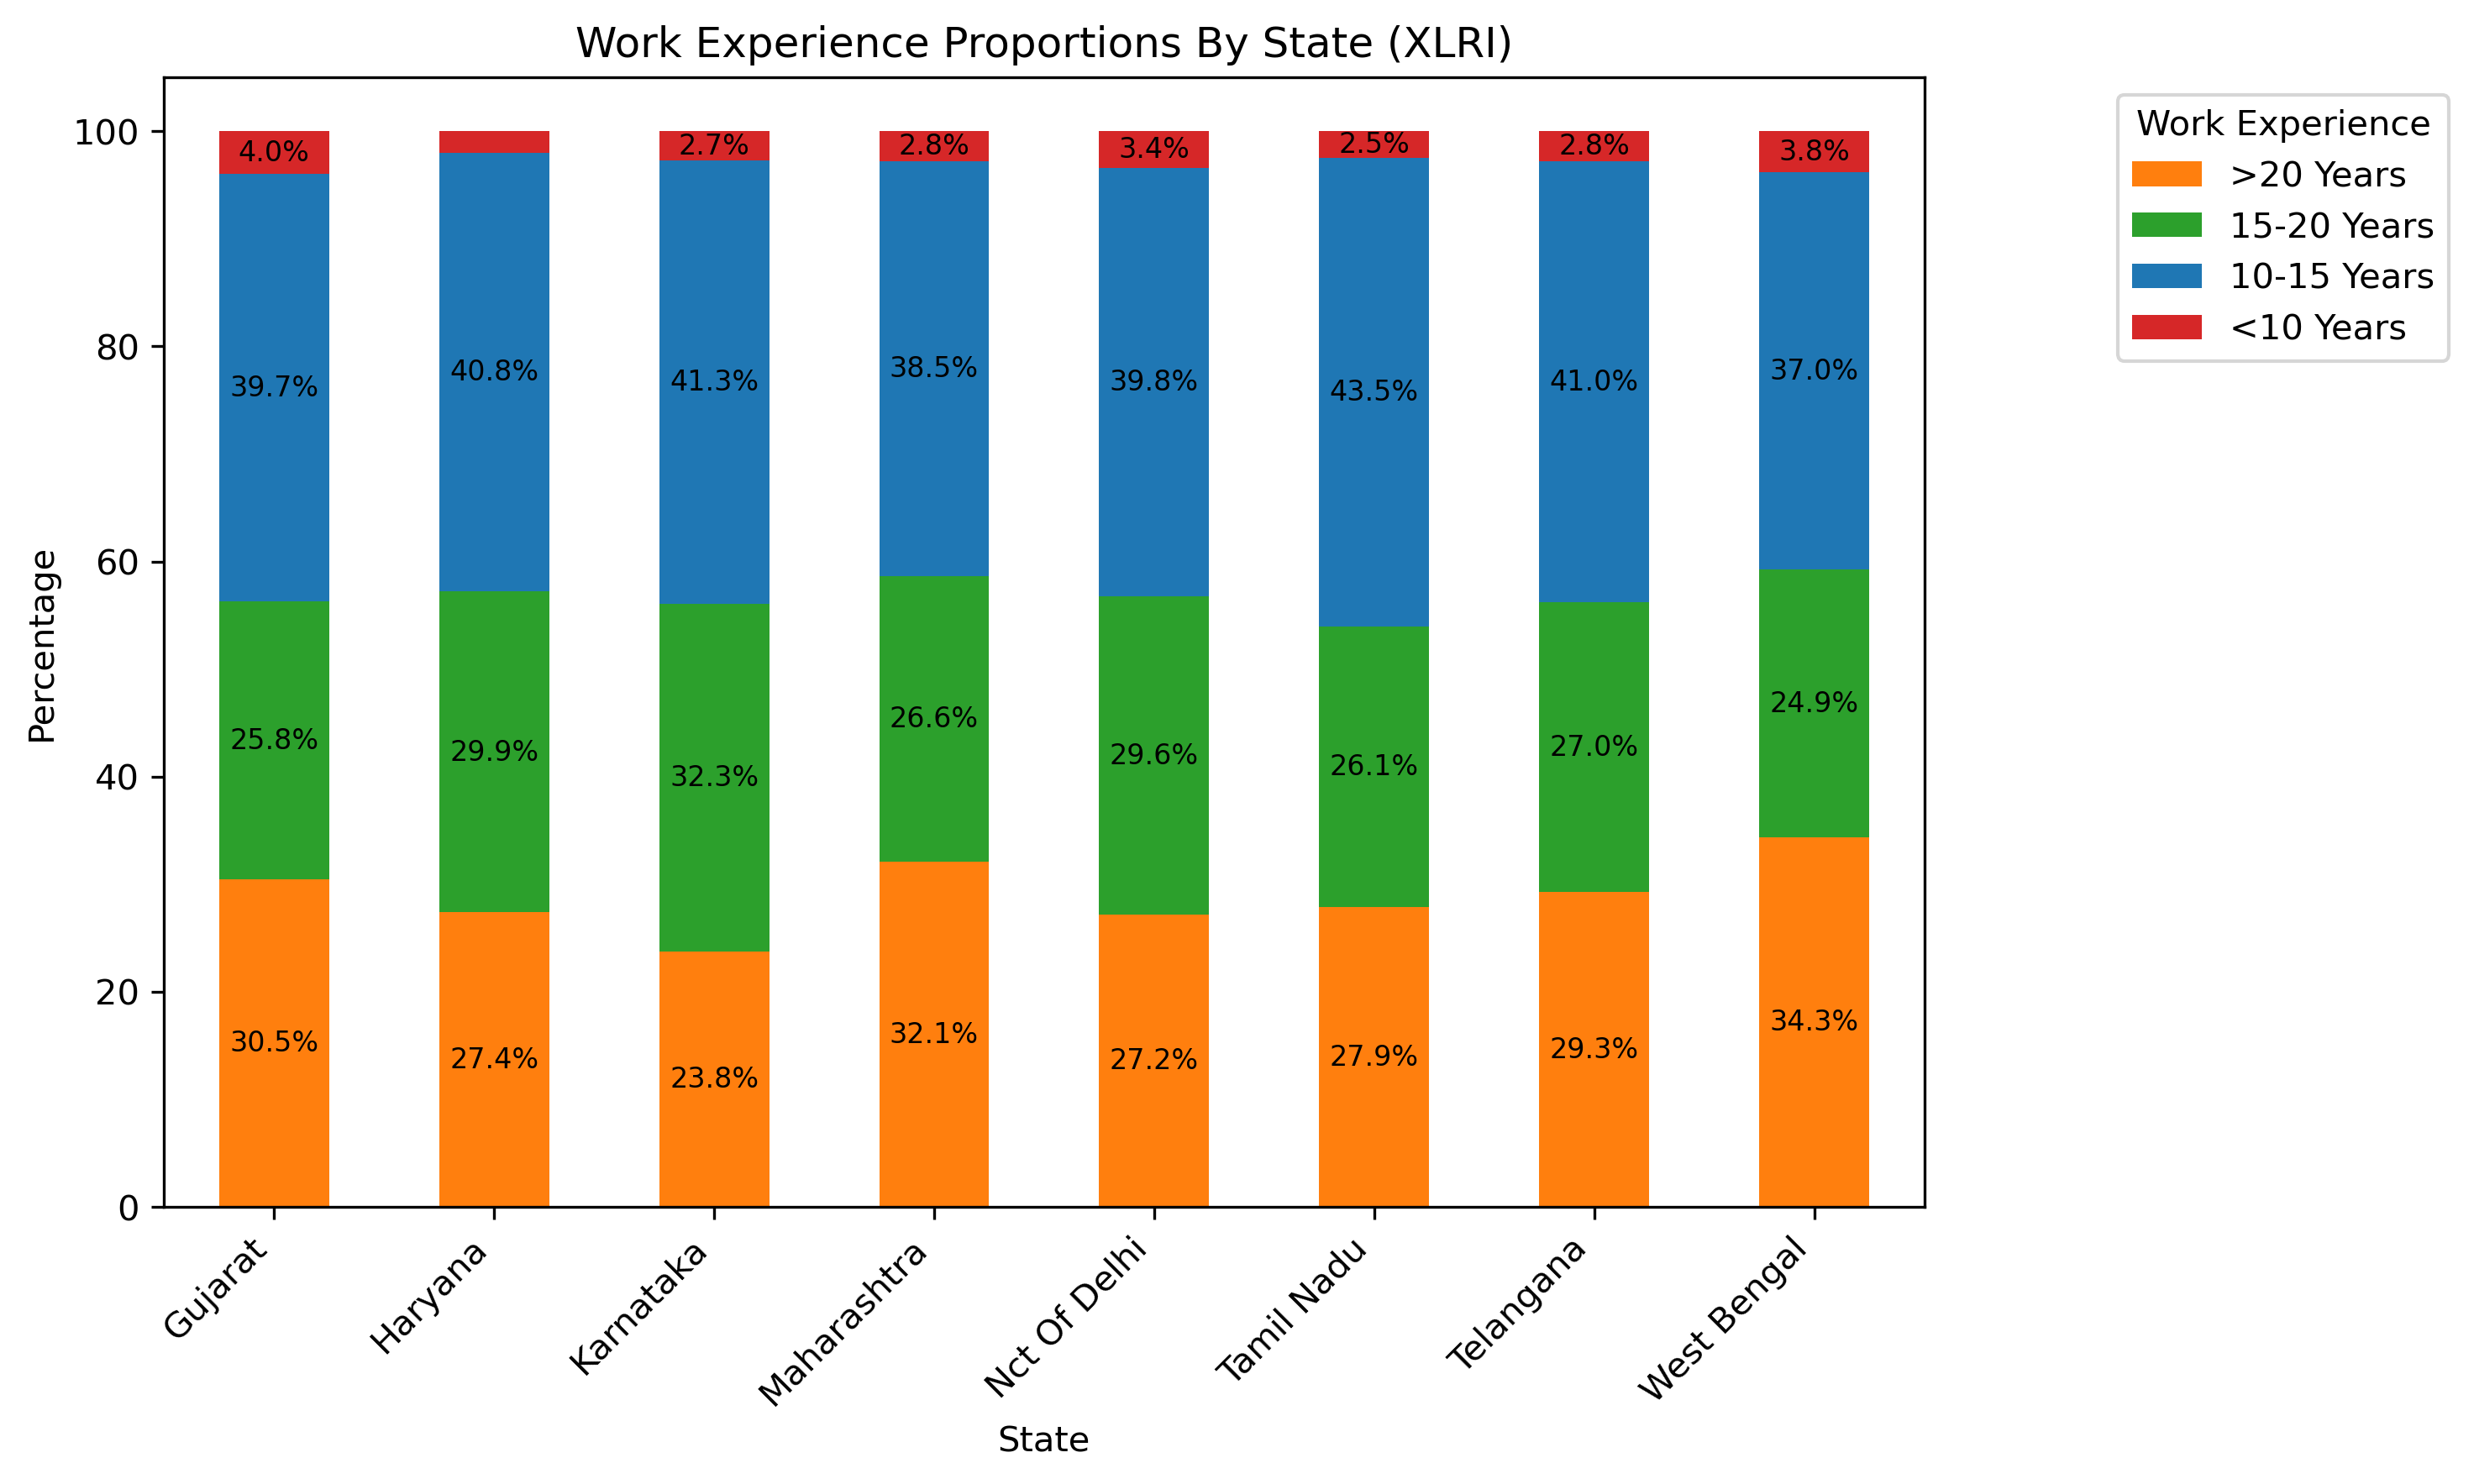 Work Experience Proportions By State (XLRI)
Work Experience
>20 Years
15-20 Years
10-15 Years
<10 Years
Percentage
100
80
60
40
20
0
4.0%
2.7%
2.8%
3.4%
2.5%
2.8%
3.8%
39.7%
40.8%
41.3%
38.5%
39.8%
43.5%
41.0%
37.0%
25.8%
29.9%
32.3%
26.6%
29.6%
26.1%
27.0%
24.9%
30.5%
27.4%
23.8%
32.1%
27.2%
27.9%
29.3%
34.3%
Gujarat
Haryana
Karnataka
Maharashtra
Nct Of Delhi
Tamil Nadu
Telangana
West Bengal
State